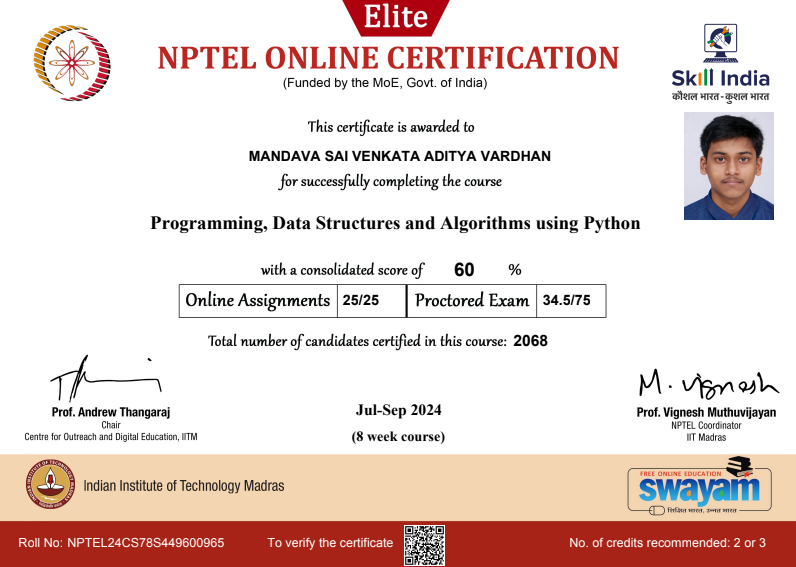 Elite
NPTEL ONLINE CERTIFICATION
(Funded by the MoE, Govt. of India)
Skill India
कौशल भारत - कुशल भारत
This certificate is awarded to
MANDAVA SAI VENKATA ADITYA VARDHAN
for successfully completing the course
Programming, Data Structures and Algorithms using Python
with a consolidated score of 60 %
Online Assignments 25/25 Proctored Exam 34.5/75
Total number of candidates certified in this course: 2068
M. Vignesh
Prof. Andrew Thangaraj
Chair
Centre for Outreach and Digital Education, IITM
Jul-Sep 2024
(8 week course)
Prof. Vignesh Muthuvijayan
NPTEL Coordinator
IIT Madras
Indian Institute of Technology Madras
FREE ONLINE EDUCATION
swayam
शिक्षित भारत, उन्नत भारत
Roll No: NPTEL24CS78S449600965
To verify the certificate
No. of credits recommended: 2 or 3